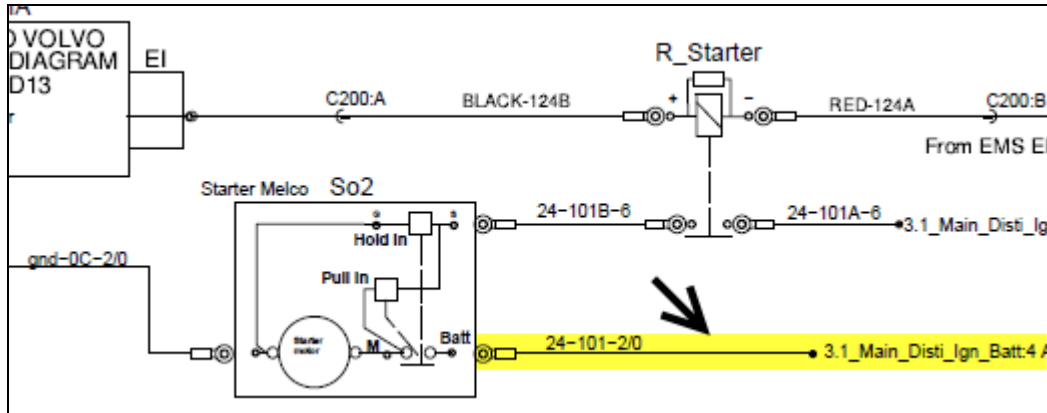 VOLVO
DIAGRAM
D13
EI
R_Starter
C200:A
BLACK-124B
+
−
RED-124A
C200:B
From EMS
Starter Melco
So2
24-101B-6
24-101A-6
Hold In
3.1_Main_Disti_Ig
gnd-0C-2/0
Pull In
Starter
motor
M
Batt
24-101-2/0
3.1_Main_Disti_Ign_Batt:4 A